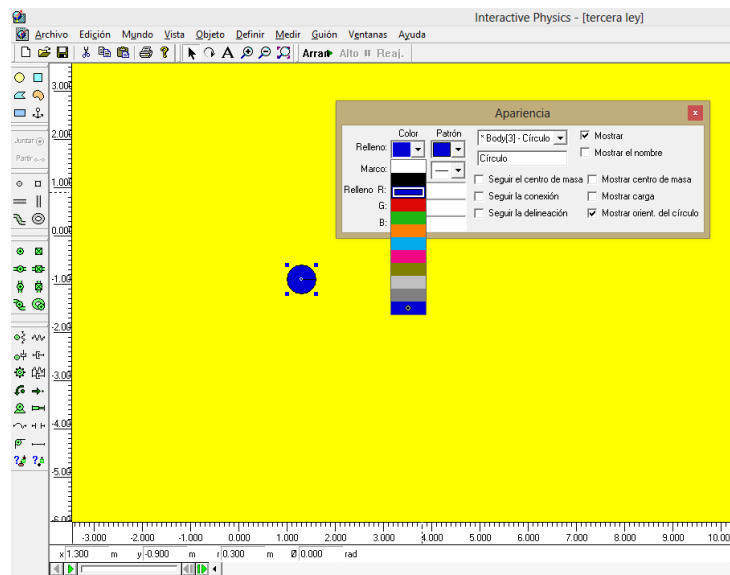 Interactive Physics - [tercera ley]
Archivo Edición Mundo Vista Objeto Definir Medir Guión Ventanas Ayuda
A Arran Alto II Reaj.
Juntar
Partir
3.000
2.000
1.000
0.000
-1.000
-2.000
-3.000
-4.000
-5.000
-6.000
Apariencia x
Color Patrón
Relleno:
Marco:
Relleno R:
G:
B:
* Body[3] - Círculo
Círculo
Mostrar
Mostrar el nombre
Seguir el centro de masa Mostrar centro de masa
Seguir la conexión Mostrar carga
Seguir la delineación Mostrar orient. del círculo
-3.000 -2.000 -1.000 0.000 1.000 2.000 3.000 4.000 5.000 6.000 7.000 8.000 9.000 10.00
x 1.300 m y -0.900 m r 0.300 m Ø 0.000 rad